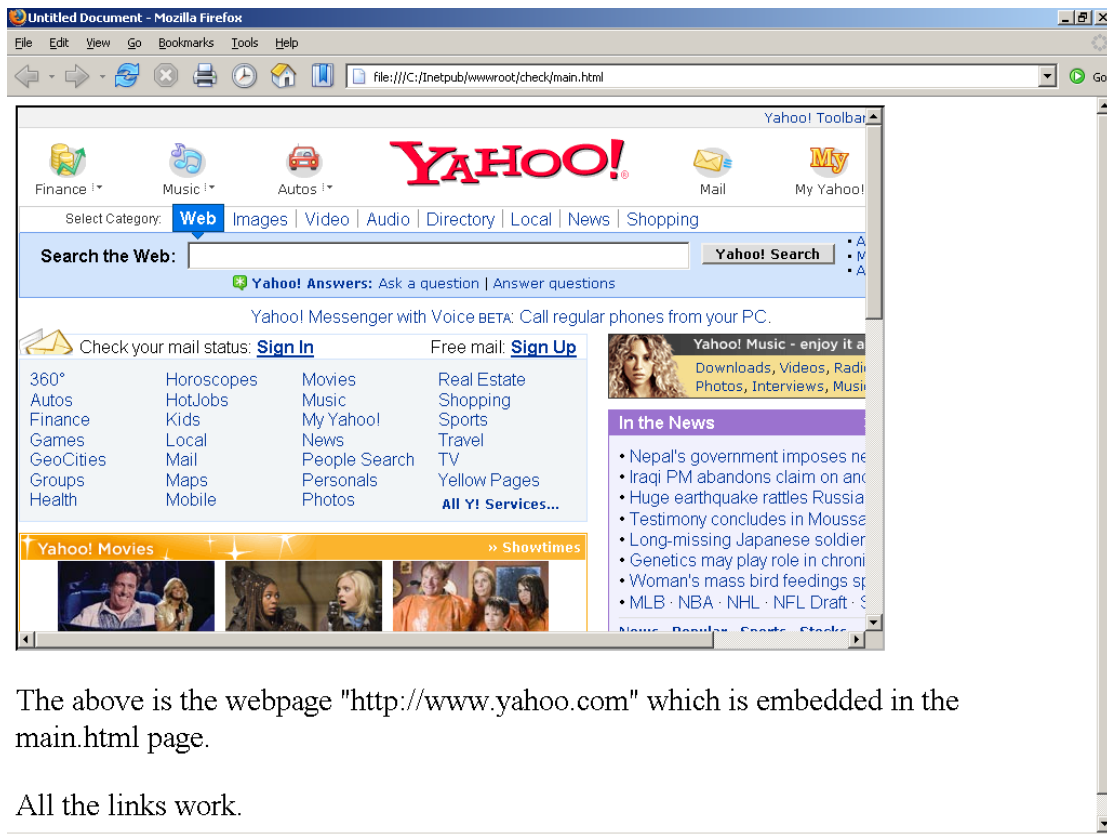 Untitled Document - Mozilla Firefox
File Edit View Go Bookmarks Tools Help
file:///C:/Inetpub/wwwroot/check/main.html Go
Yahoo! Toolbar
YAHOO!
My
Finance Music Autos Mail My Yahoo!
Select Category: Web Images | Video | Audio | Directory | Local | News | Shopping
Search the Web: Yahoo! Search
Yahoo! Answers: Ask a question | Answer questions
Yahoo! Messenger with Voice BETA: Call regular phones from your PC.
Check your mail status: Sign In Free mail: Sign Up
360° Horoscopes Movies Real Estate
Autos HotJobs Music Shopping
Finance Kids My Yahoo! Sports
Games Local News Travel
GeoCities Mail People Search TV
Groups Maps Personals Yellow Pages
Health Mobile Photos All Y! Services...
Yahoo! Movies » Showtimes
Yahoo! Music - enjoy it a
Downloads, Videos, Radi
Photos, Interviews, Musi
In the News
• Nepal's government imposes ne
• Iraqi PM abandons claim on an
• Huge earthquake rattles Russia
• Testimony concludes in Moussa
• Long-missing Japanese soldier
• Genetics may play role in chroni
• Woman's mass bird feedings sp
• MLB · NBA · NHL · NFL Draft · S
News Popular Sports Stocks
The above is the webpage "http://www.yahoo.com" which is embedded in the
main.html page.
All the links work.